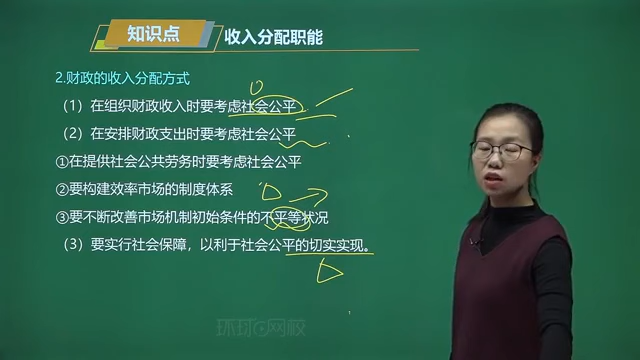 知识点
收入分配职能
2.财政的收入分配方式
（1）在组织财政收入时要考虑社会公平
（2）在安排财政支出时要考虑社会公平
①在提供社会公共劳务时要考虑社会公平
②要构建效率市场的制度体系
③要不断改善市场机制初始条件的不平等状况
（3）要实行社会保障，以利于社会公平的切实实现。
环球网校